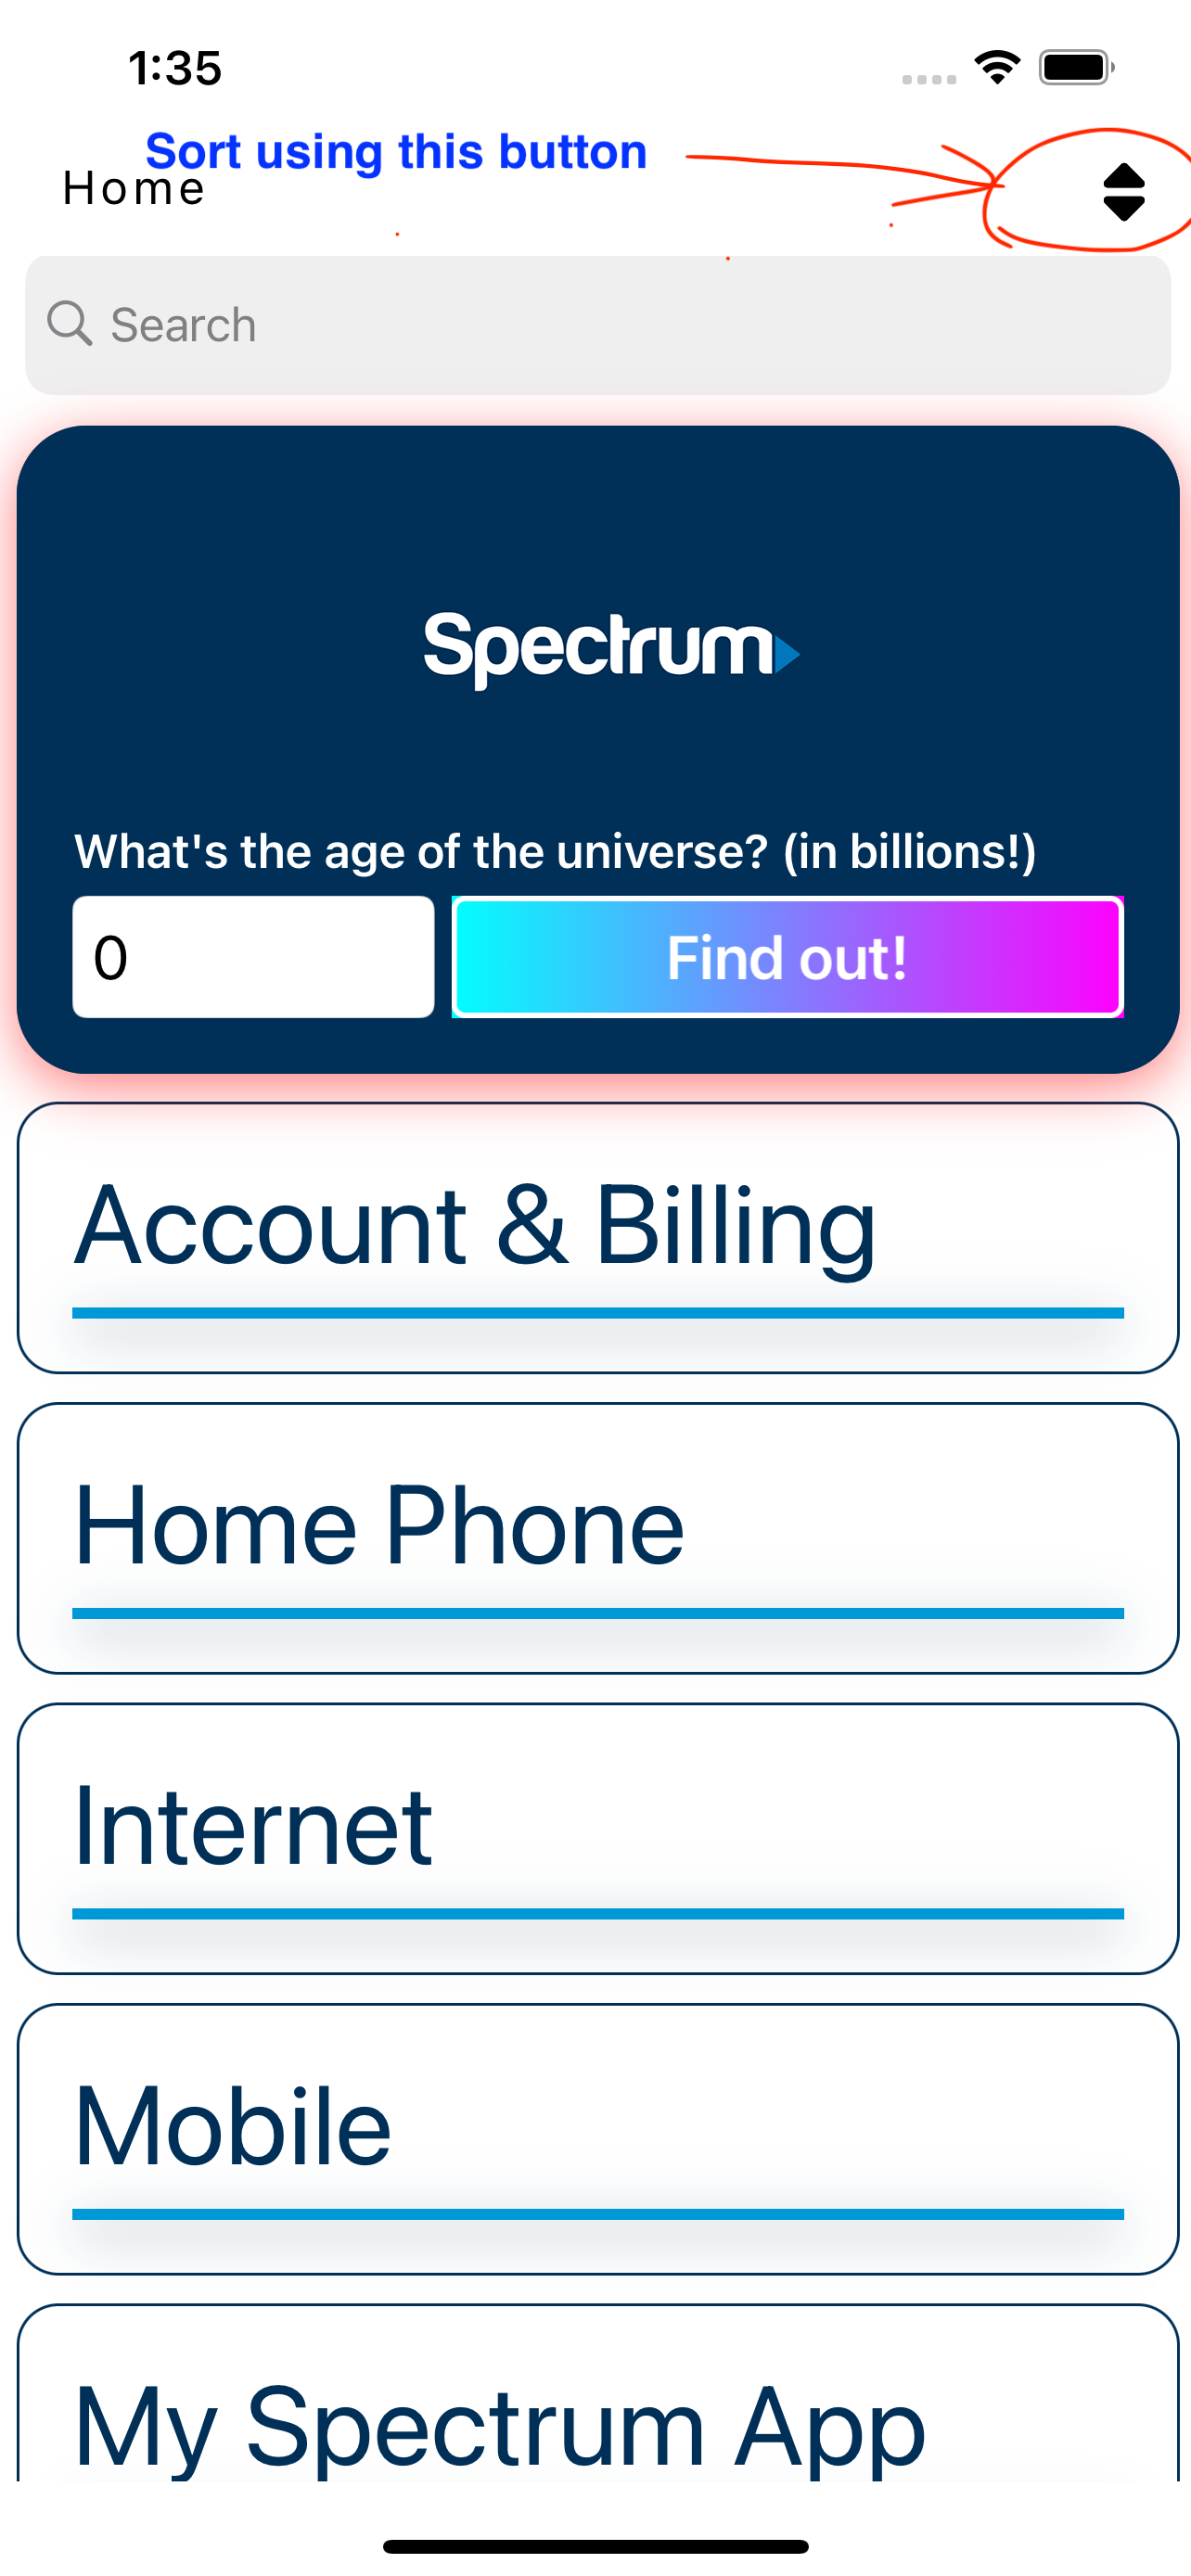 1:35
Sort using this button
Home
Search
Spectrum
What's the age of the universe? (in billions!)
0
Find out!
Account & Billing
Home Phone
Internet
Mobile
My Spectrum App